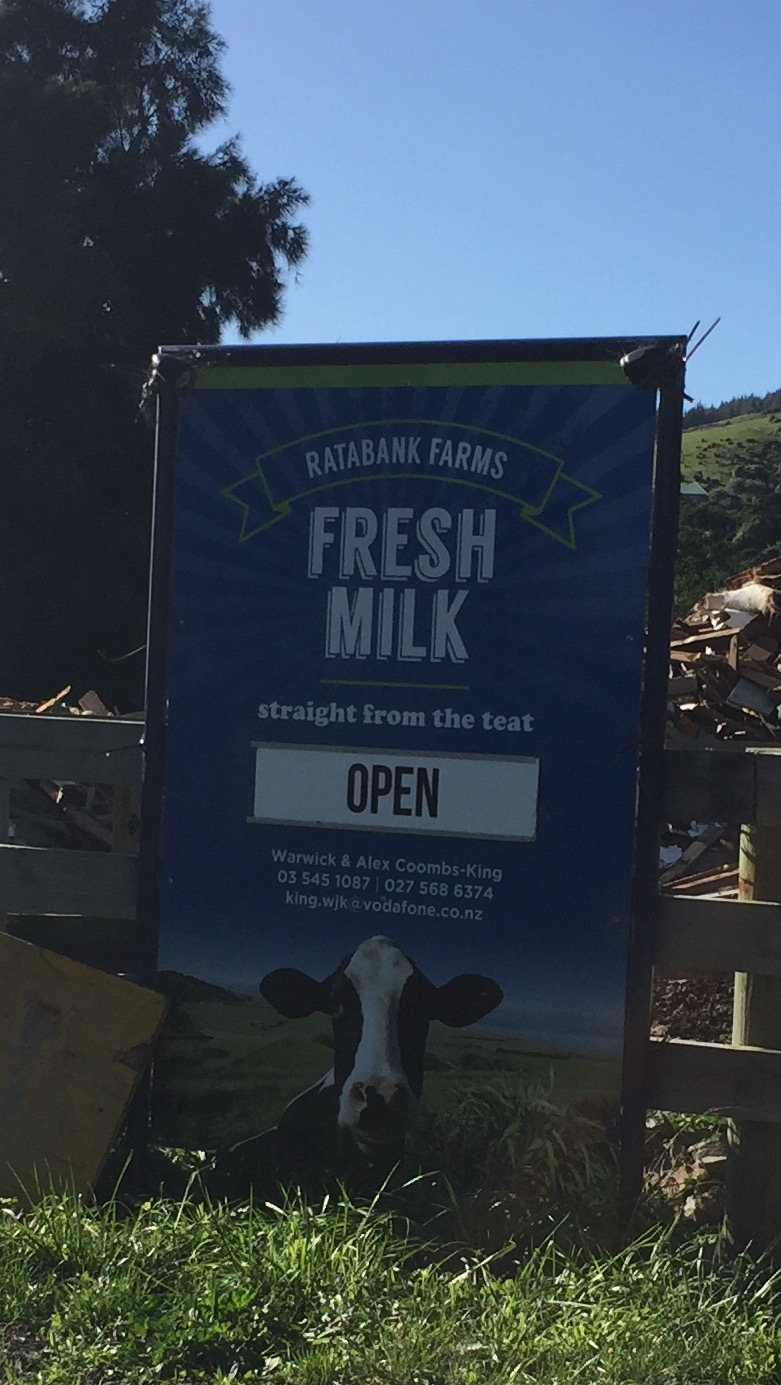 RATABANK FARMS
FRESH
MILK
straight from the teat
OPEN
Warwick & Alex Coombs-King
03 545 1087 | 027 568 6374
king.wjk@vodafone.co.nz